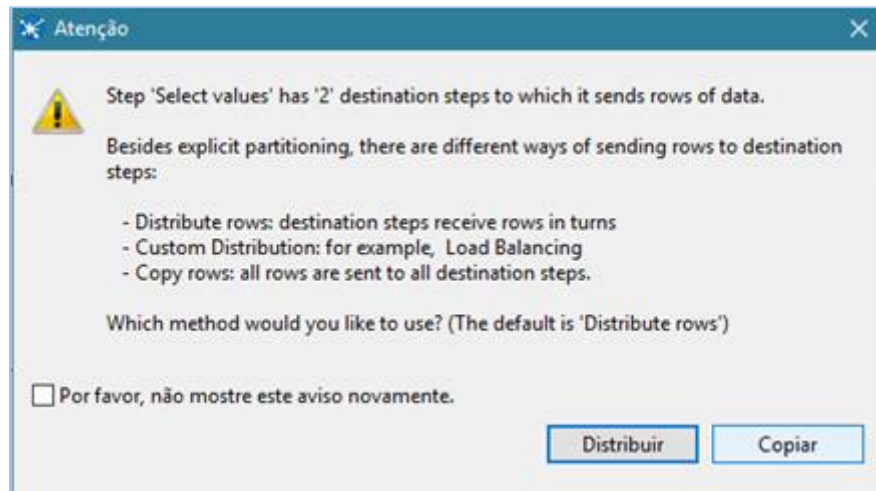 Atenção
Step 'Select values' has '2' destination steps to which it sends rows of data.
Besides explicit partitioning, there are different ways of sending rows to destination
steps:
- Distribute rows: destination steps receive rows in turns
- Custom Distribution: for example,  Load Balancing
- Copy rows: all rows are sent to all destination steps.
Which method would you like to use? (The default is 'Distribute rows')
Por favor, não mostre este aviso novamente.
Distribuir
Copiar